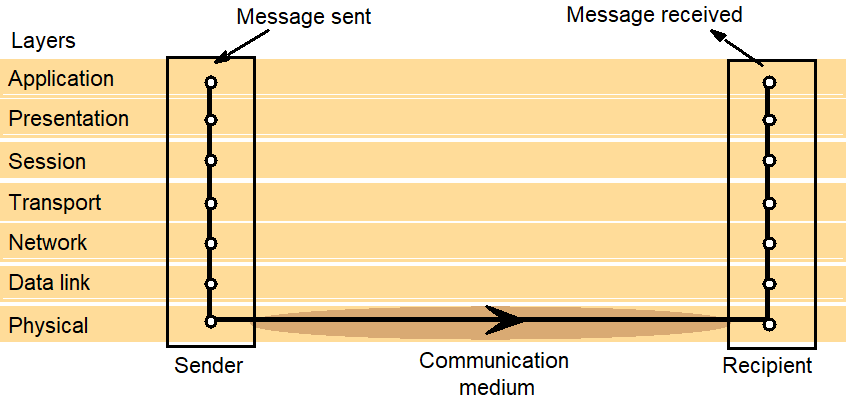 Message sent
Message received
Layers
Application
Presentation
Session
Transport
Network
Data link
Physical
Sender
Communication
medium
Recipient